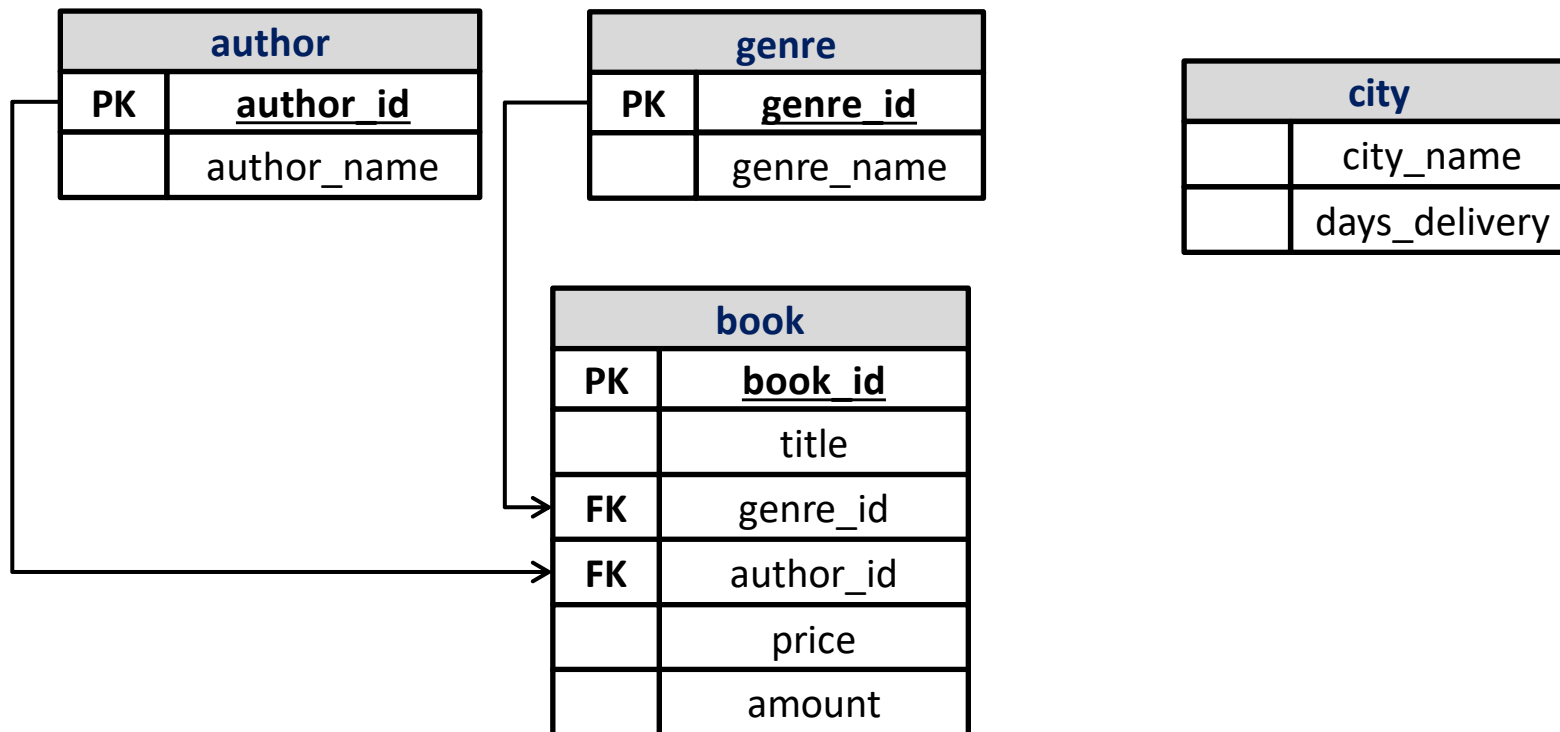 author
PK author_id
author_name
genre
PK genre_id
genre_name
city
city_name
days_delivery
book
PK book_id
title
FK genre_id
FK author_id
price
amount